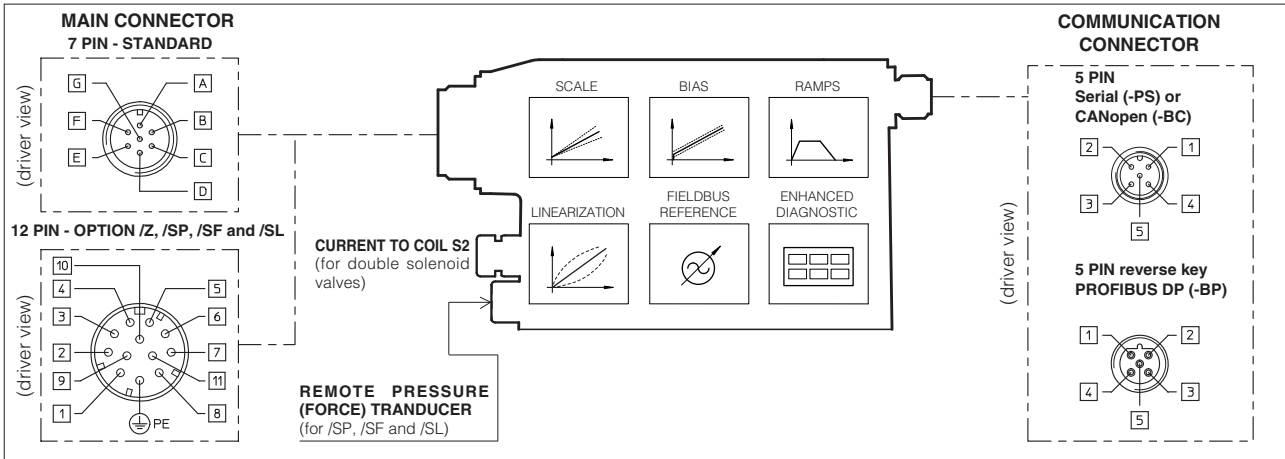 MAIN CONNECTOR
7 PIN - STANDARD
(driver view)
G
A
F
B
E
C
D
12 PIN - OPTION /Z, /SP, /SF and /SL
(driver view)
10
4
5
3
6
2
7
9
11
1
8
PE
SCALE
BIAS
RAMPS
LINEARIZATION
FIELDBUS
REFERENCE
ENHANCED
DIAGNOSTIC
CURRENT TO COIL S2
(for double solenoid
valves)
REMOTE PRESSURE
(FORCE) TRANDUCER
(for /SP, /SF and /SL)
COMMUNICATION
CONNECTOR
(driver view)
5 PIN
Serial (-PS) or
CANopen (-BC)
2
1
3
4
5
5 PIN reverse key
PROFIBUS DP (-BP)
1
2
4
3
5